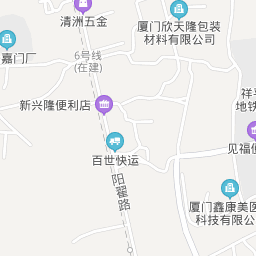 清洲五金
厦门欣天隆包装
材料有限公司
嘉门厂
6号线
(在建)
祥平
地铁
新兴隆便利店
见福便
百世快运
阳翟路
厦门鑫康美医
科技有限公